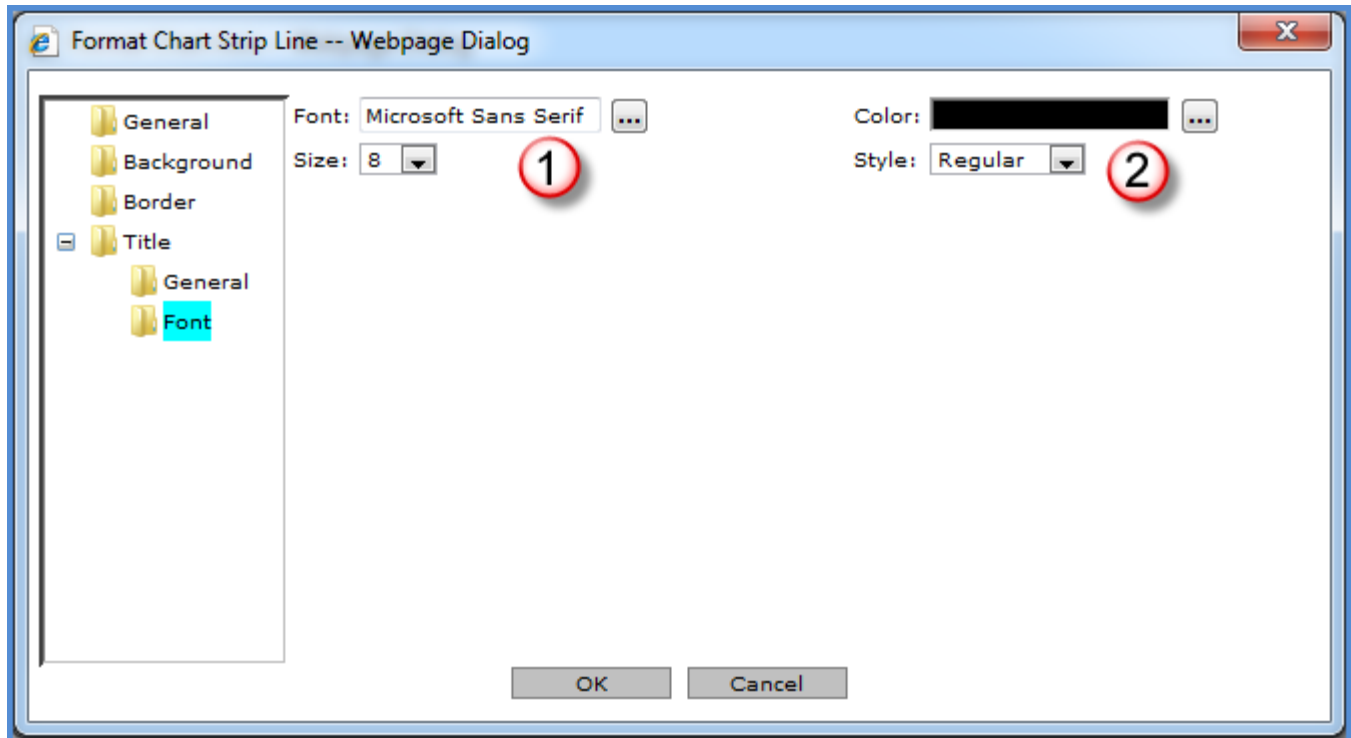 Format Chart Strip Line -- Webpage Dialog
General
Background
Border
Title
General
Font
Font: Microsoft Sans Serif ...
Size: 8
1
Color: ...
Style: Regular
2
OK
Cancel